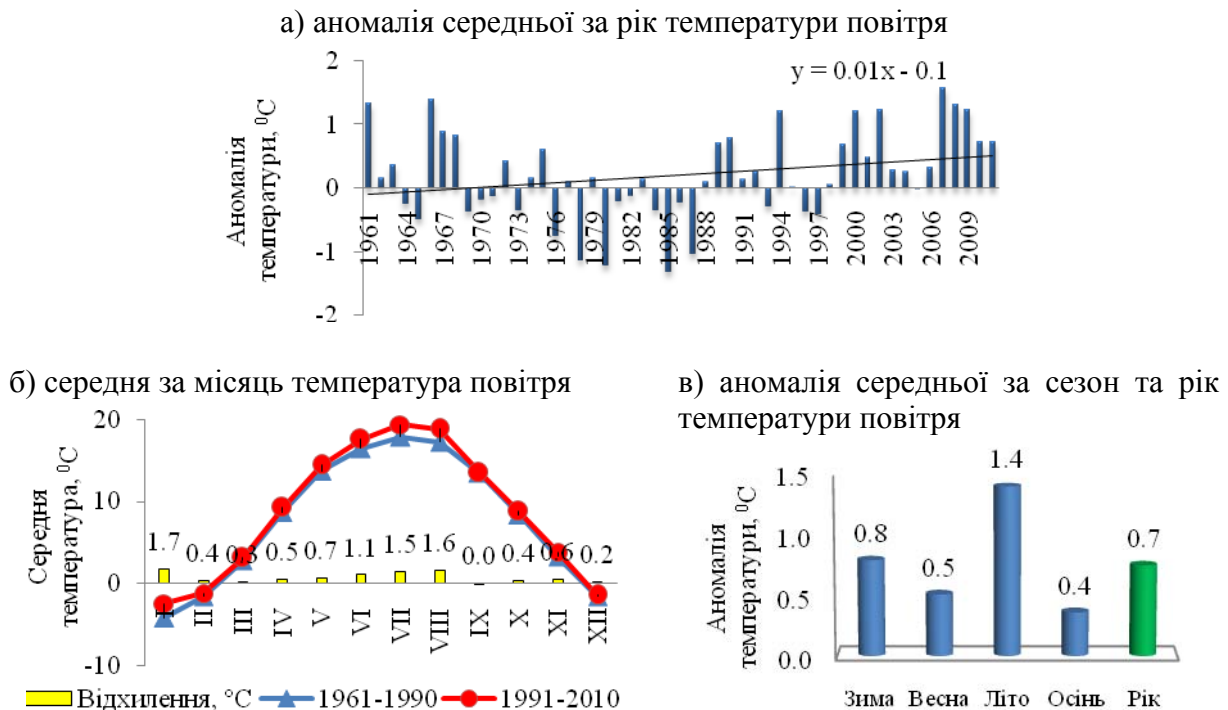 а) аномалія середньої за рік температури повітря
Аномалія
температури, ⁰С
2
1
0
-1
-2
y = 0.01x - 0.1
1961
1964
1967
1970
1973
1976
1979
1982
1985
1988
1991
1994
1997
2000
2003
2006
2009
б) середня за місяць температура повітря
Середня
температура, ⁰С
20
10
0
-10
1.7 0.4 0.3 0.5 0.7 1.1 1.5 1.6 0.0 0.4 0.6 0.2
I II III IV V VI VII VIII IX X XI XII
Відхилення, °С 1961-1990 1991-2010
в) аномалія середньої за сезон та рік
температури повітря
Аномалії
температури, ⁰С
1.5
1.0
0.5
0.0
0.8 0.5 1.4 0.4 0.7
Зима Весна Літо Осінь Рік